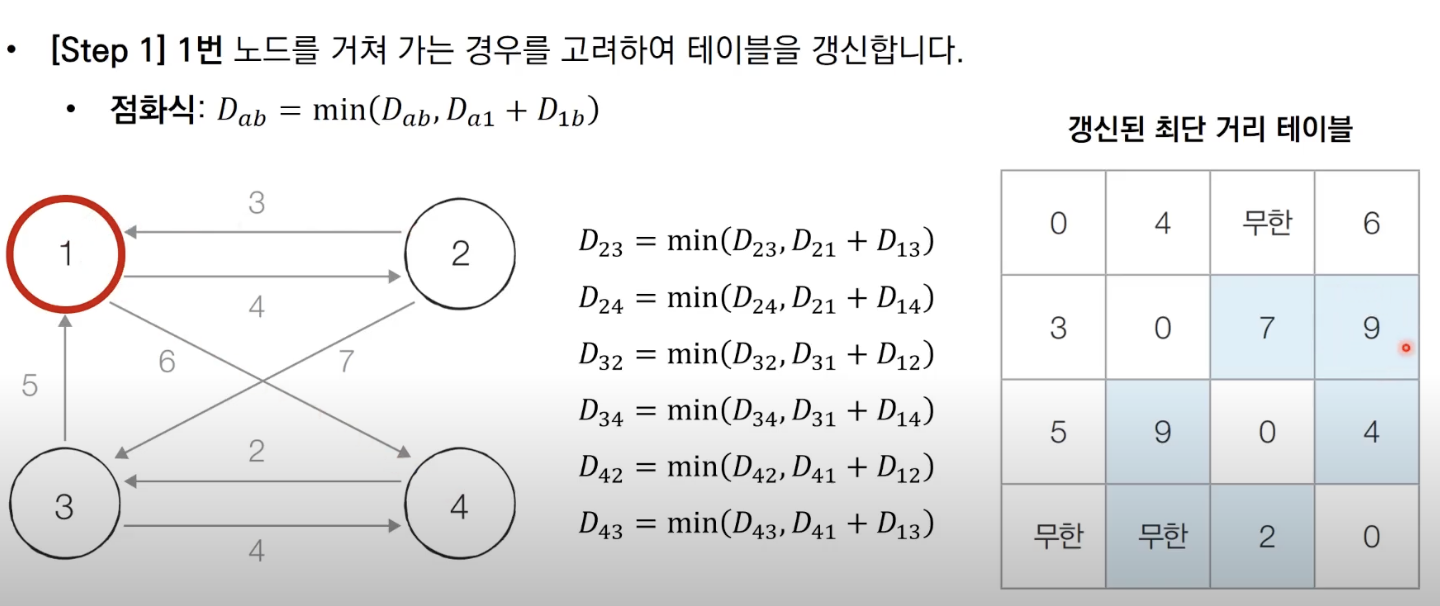 • [Step 1] 1번 노드를 거쳐 가는 경우를 고려하여 테이블을 갱신합니다.
• 점화식: D_{ab} = min(D_{ab}, D_{a1} + D_{1b})
3
1
2
4
6
7
5
2
3
4
4
D_{23} = min(D_{23}, D_{21} + D_{13})
D_{24} = min(D_{24}, D_{21} + D_{14})
D_{32} = min(D_{32}, D_{31} + D_{12})
D_{34} = min(D_{34}, D_{31} + D_{14})
D_{42} = min(D_{42}, D_{41} + D_{12})
D_{43} = min(D_{43}, D_{41} + D_{13})
갱신된 최단 거리 테이블
0 4 무한 6
3 0 7 9
5 9 0 4
무한 무한 2 0